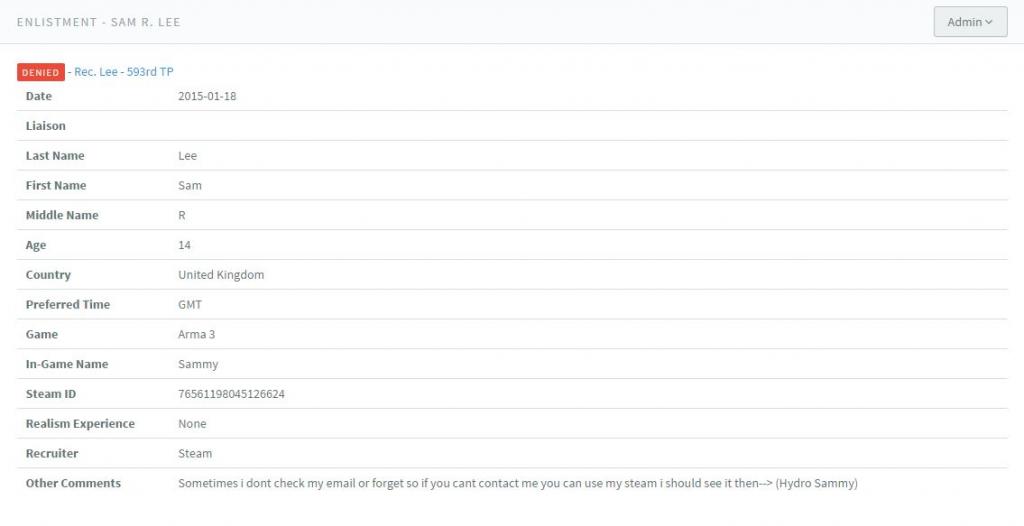 ENLISTMENT - SAM R. LEE
Admin
DENIED - Rec. Lee - 593rd TP
Date 2015-01-18
Liaison
Last Name Lee
First Name Sam
Middle Name R
Age 14
Country United Kingdom
Preferred Time GMT
Game Arma 3
In-Game Name Sammy
Steam ID 76561198045126624
Realism Experience None
Recruiter Steam
Other Comments Sometimes i dont check my email or forget so if you cant contact me you can use my steam i should see it then--> (Hydro Sammy)